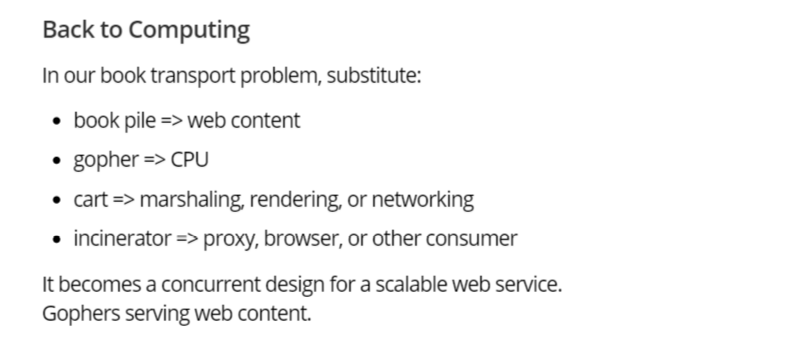 Back to Computing
In our book transport problem, substitute:
• book pile => web content
• gopher => CPU
• cart => marshaling, rendering, or networking
• incinerator => proxy, browser, or other consumer
It becomes a concurrent design for a scalable web service.
Gophers serving web content.